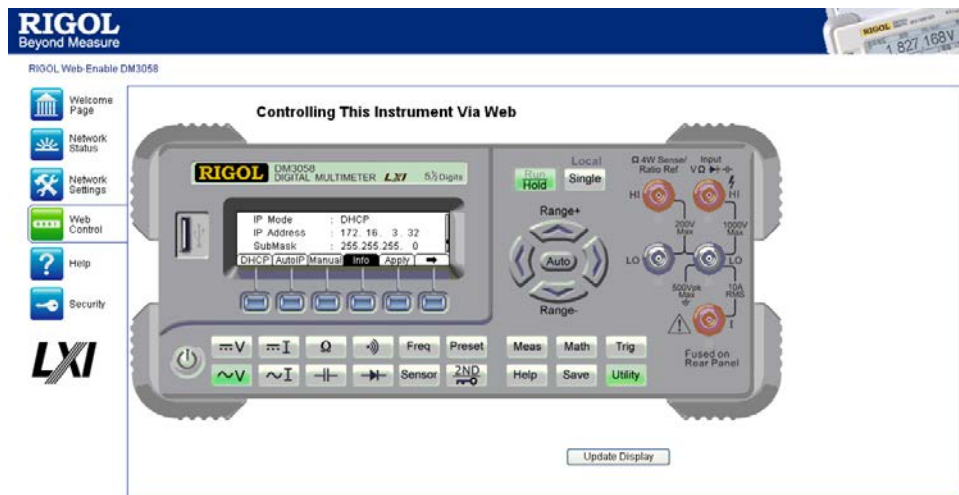 RIGOL
Beyond Measure
RIGOL
1.827 168V
RIGOL Web-Enable DM3058
Welcome Page
Network Status
Network Settings
Web Control
Help
Security
LXI
Controlling This Instrument Via Web
RIGOL DM3058 DIGITAL MULTIMETER LXI 5½ Digits
IP Mode : DHCP
IP Address : 172. 16. 3. 32
SubMask : 255.255.255. 0
DHCP AutoIP Manual Info Apply
Local
Run Hold Single
Range+
Auto
Range-
Ω 4W Sense/ Ratio Ref
Input
VΩ
HI HI
200V Max
1000V Max
LO LO
500Vpk Max
10A RMS
I
Fused on Rear Panel
V I Ω Freq Preset Meas Math Trig
~V ~I Sensor 2ND Help Save Utility
Update Display